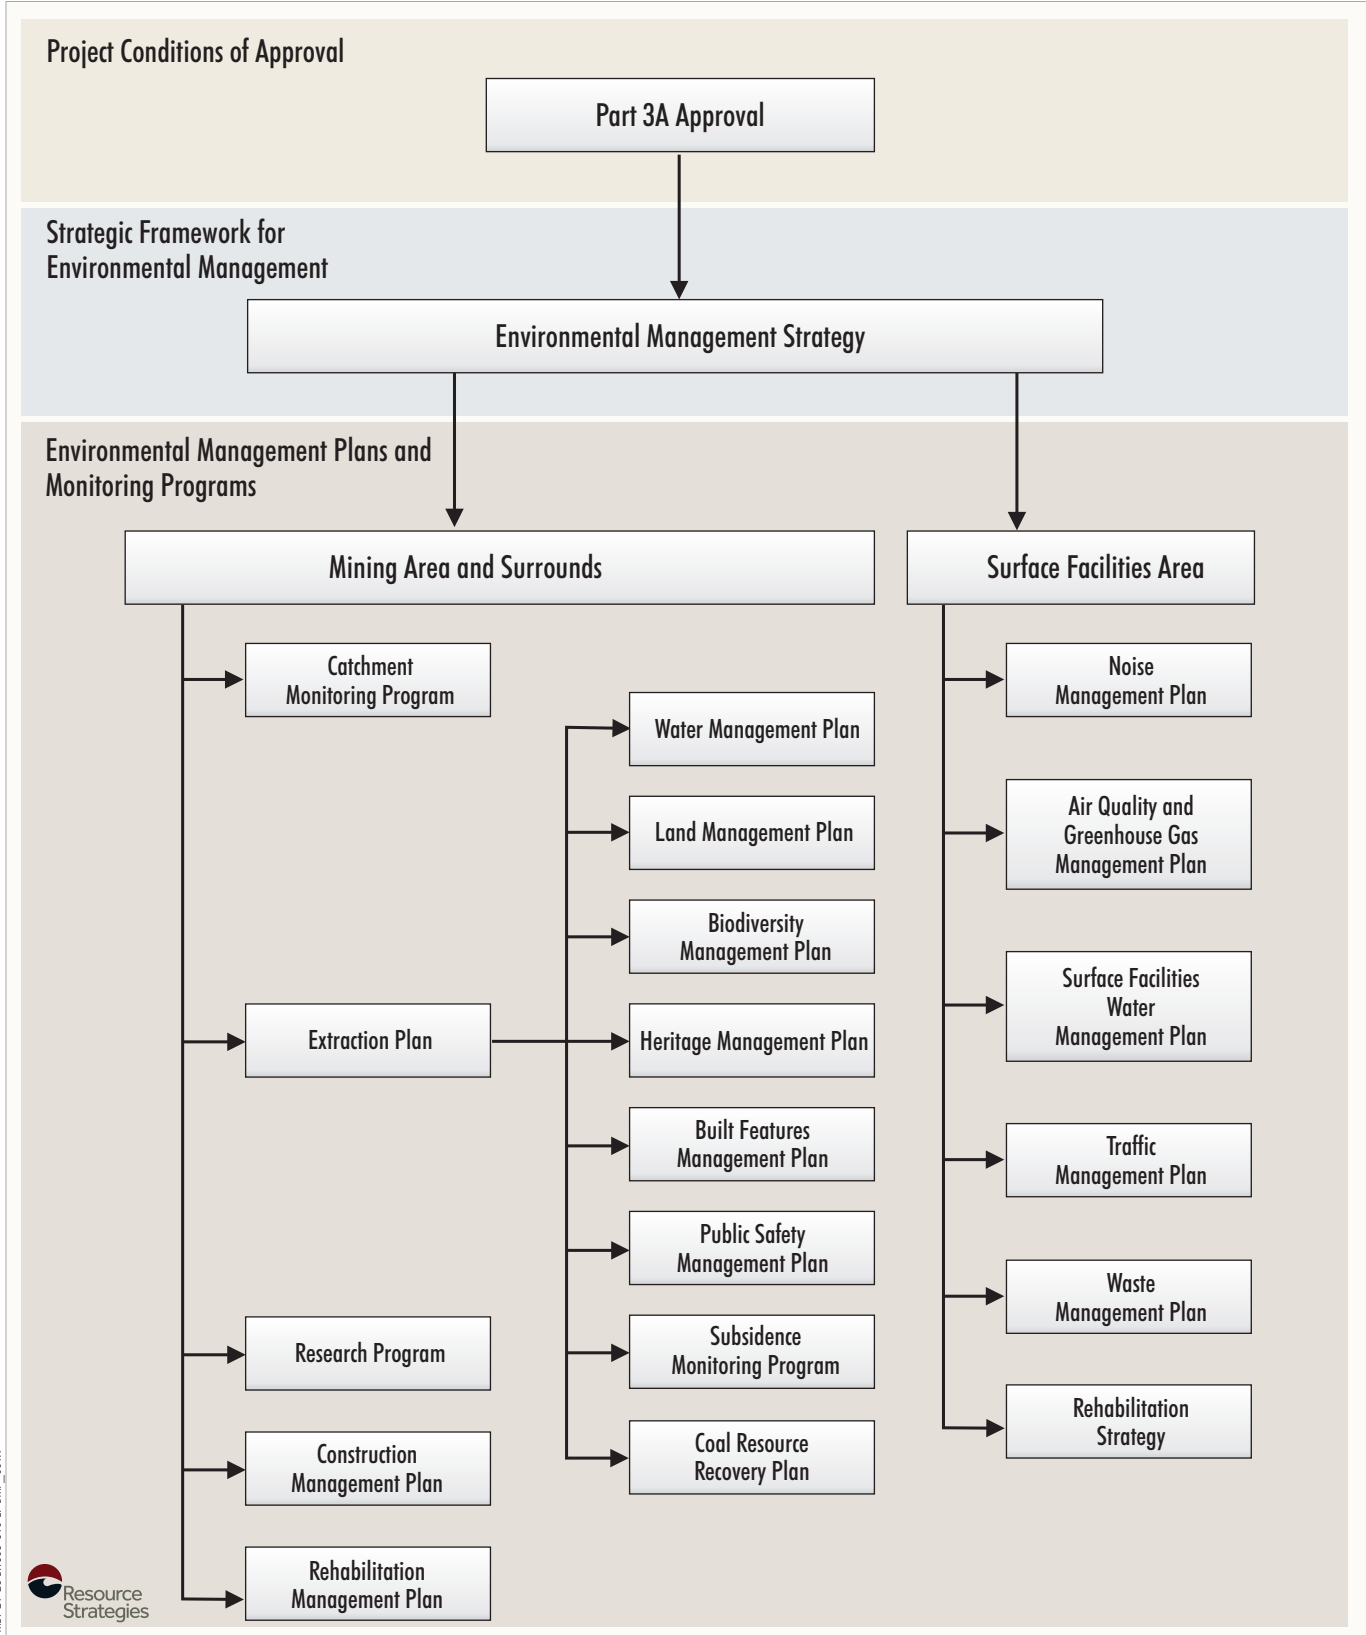 Project Conditions of Approval
Part 3A Approval
Strategic Framework for
Environmental Management
Environmental Management Strategy
Environmental Management Plans and
Monitoring Programs
Mining Area and Surrounds
Surface Facilities Area
Catchment
Monitoring Program
Extraction Plan
Research Program
Construction
Management Plan
Rehabilitation
Management Plan
Water Management Plan
Land Management Plan
Biodiversity
Management Plan
Heritage Management Plan
Built Features
Management Plan
Public Safety
Management Plan
Subsidence
Monitoring Program
Coal Resource
Recovery Plan
Noise
Management Plan
Air Quality and
Greenhouse Gas
Management Plan
Surface Facilities
Water
Management Plan
Traffic
Management Plan
Waste
Management Plan
Rehabilitation
Strategy
Resource
Strategies